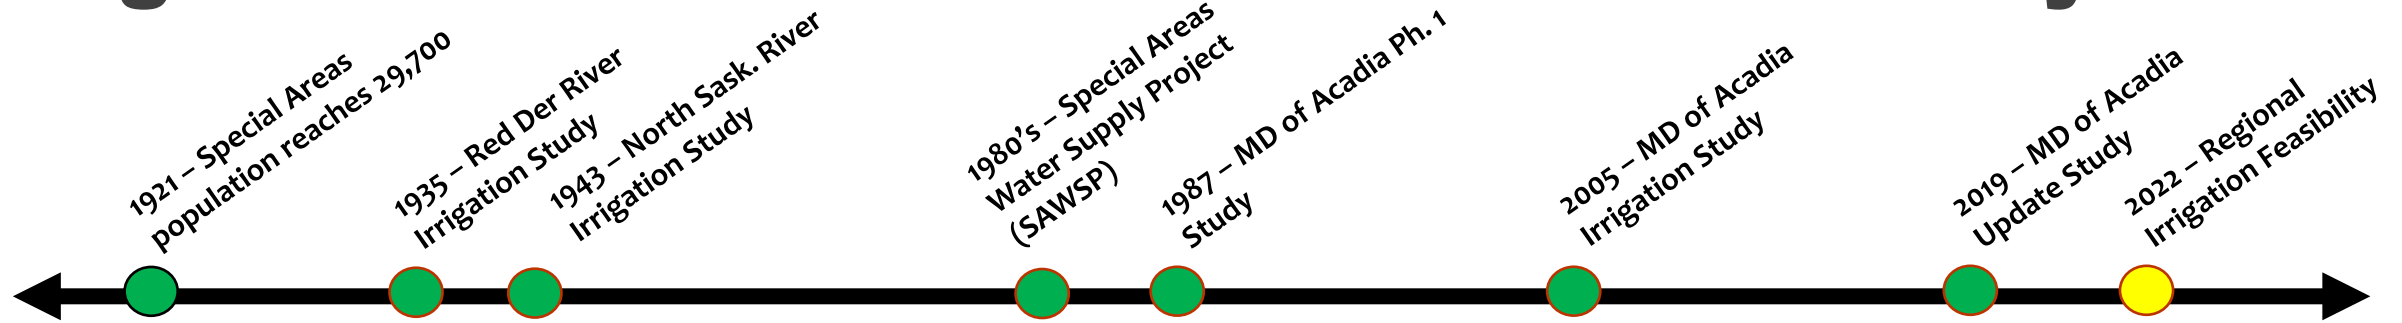 1921 – Special Areas
population reaches 29,700
1935 – Red Der River
Irrigation Study
1943 – North Sask. River
Irrigation Study
1980’s – Special Areas
Water Supply Project
(SAWSP)
1987 – MD of Acadia Ph. 1
Study
2005 – MD of Acadia
Irrigation Study
2019 – MD of Acadia
Update Study
2022 – Regional
Irrigation Feasibility